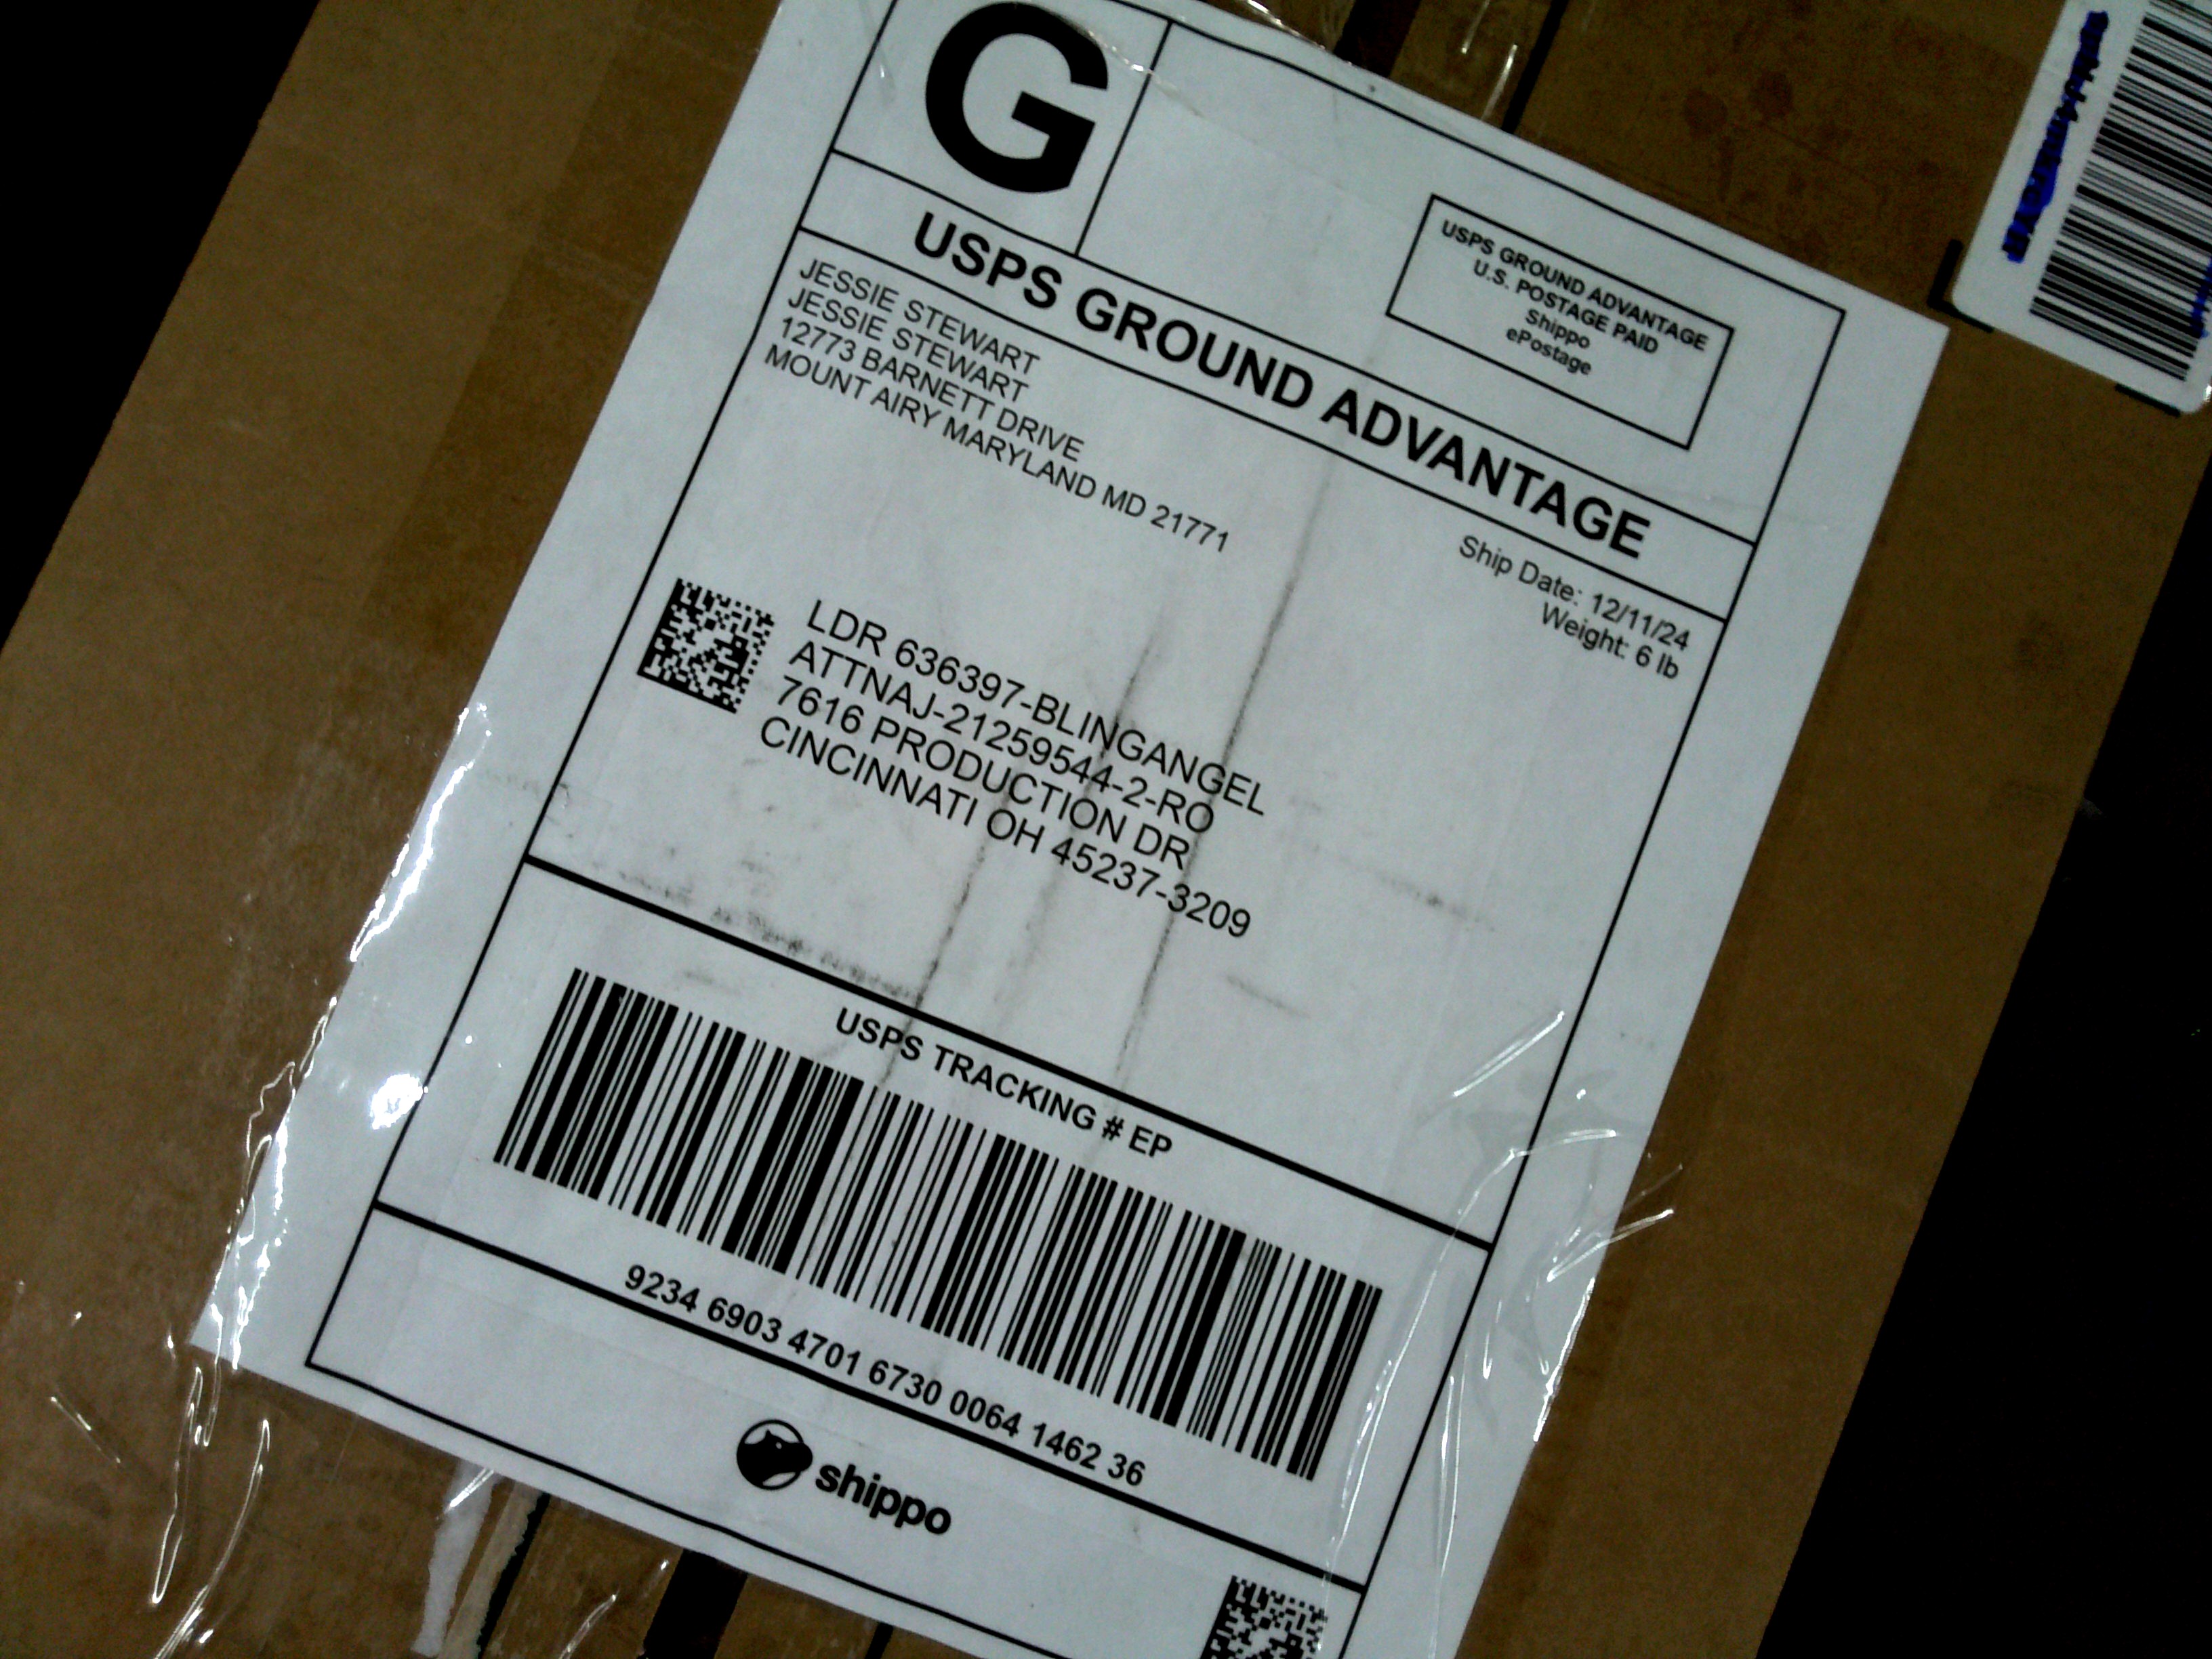 G
USPS GROUND ADVANTAGE
U.S. POSTAGE PAID
Shippo
ePostage
USPS GROUND ADVANTAGE
JESSIE STEWART
JESSIE STEWART
12773 BARNETT DRIVE
MOUNT AIRY MARYLAND MD 21771
Ship Date: 12/11/24
Weight: 6 lb
LDR 636397-BLINGANGEL
ATTNAJ-21259544-2-RO
7616 PRODUCTION DR
CINCINNATI OH 45237-3209
USPS TRACKING # EP
9234 6903 4701 6730 0064 1462 36
shippo